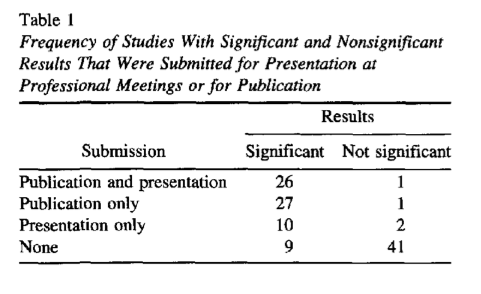 Table 1
Frequency of Studies With Significant and Nonsignificant
Results That Were Submitted for Presentation at
Professional Meetings or for Publication
Results
Submission Significant Not significant
Publication and presentation 26 1
Publication only 27 1
Presentation only 10 2
None 9 41